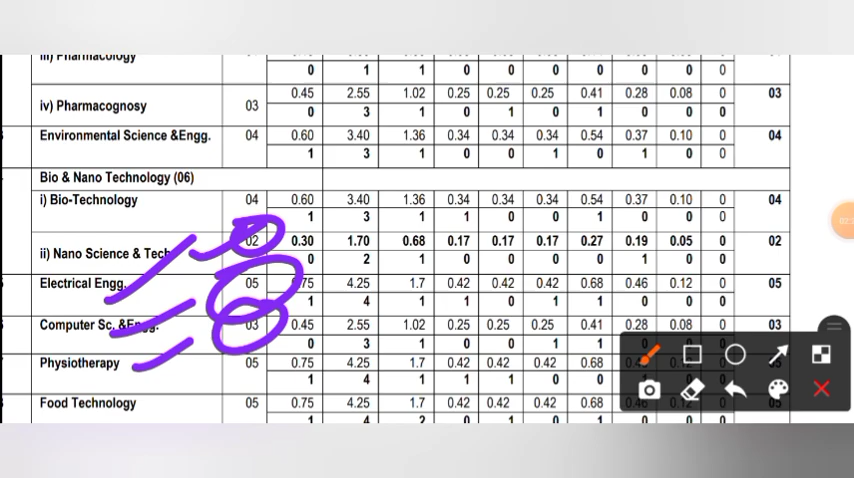 iii) Pharmacology
0 1 1 0 0 0 0 0 0 0
0.45 2.55 1.02 0.25 0.25 0.25 0.41 0.28 0.08 0 03
iv) Pharmacognosy 03
0 3 1 0 1 0 1 0 0 0
Environmental Science &Engg. 04 0.60 3.40 1.36 0.34 0.34 0.34 0.54 0.37 0.10 0 04
1 3 1 0 0 1 0 1 0 0
Bio & Nano Technology (06)
i) Bio-Technology 04 0.60 3.40 1.36 0.34 0.34 0.34 0.54 0.37 0.10 0 04
1 3 1 1 0 0 1 0 0 0
02 0.30 1.70 0.68 0.17 0.17 0.17 0.27 0.19 0.05 0 02
ii) Nano Science & Tech
0 2 1 0 0 0 0 1 0 0
Electrical Engg. 05 0.75 4.25 1.7 0.42 0.42 0.42 0.68 0.46 0.12 0 05
1 4 1 1 0 1 1 0 0 0
Computer Sc. &Engg. 03 0.45 2.55 1.02 0.25 0.25 0.25 0.41 0.28 0.08 0 03
0 3 1 0 0 1 1
Physiotherapy 05 0.75 4.25 1.7 0.42 0.42 0.42 0.68
1 4 1 1 1 0 0
Food Technology 05 0.75 4.25 1.7 0.42 0.42 0.42 0.68 0.46 0.12 0 05
1 4 2 0 1 0 1